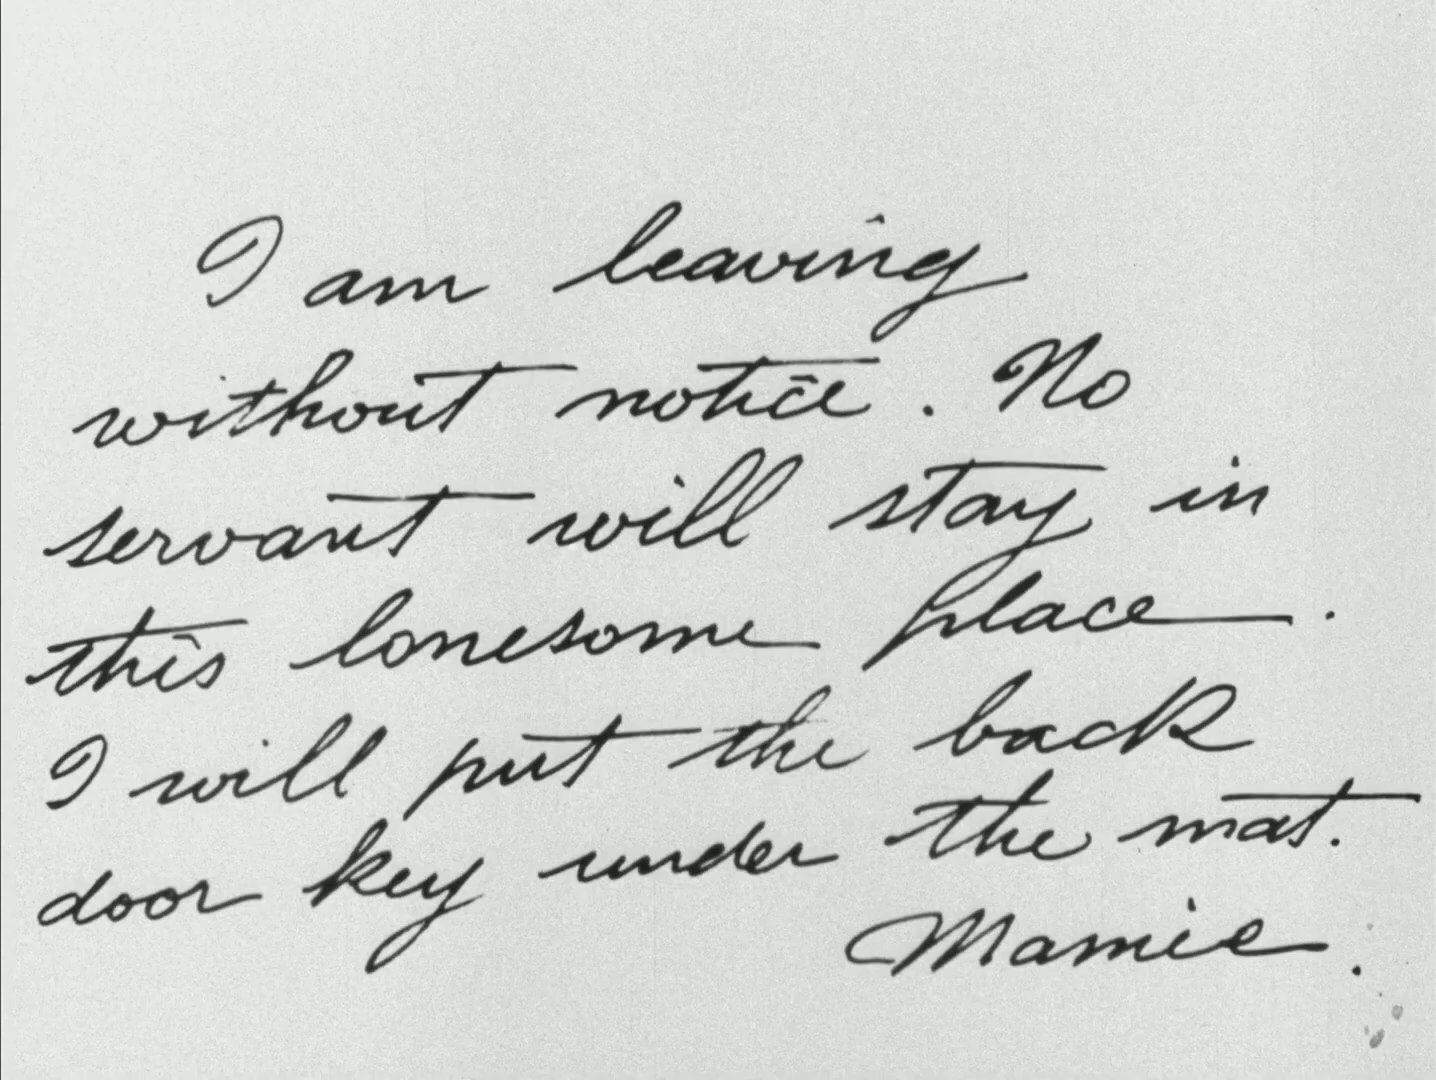 I am leaving
without notice. No
servant will stay in
this lonesome place.
I will put the back
door key under the mat.
Mamie.